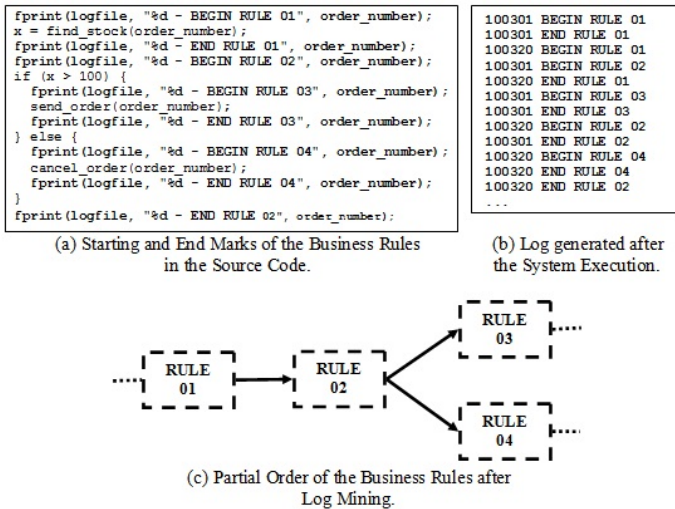 fprint(logfile, "%d - BEGIN RULE 01", order_number);
x = find_stock(order_number);
fprint(logfile, "%d - END RULE 01", order_number);
fprint(logfile, "%d - BEGIN RULE 02", order_number);
if (x > 100) {
fprint(logfile, "%d - BEGIN RULE 03", order_number);
send_order(order_number);
fprint(logfile, "%d - END RULE 03", order_number);
} else {
fprint(logfile, "%d - BEGIN RULE 04", order_number);
cancel_order(order_number);
fprint(logfile, "%d - END RULE 04", order_number);
}
fprint(logfile, "%d - END RULE 02", order_number);
(a) Starting and End Marks of the Business Rules
in the Source Code.
100301 BEGIN RULE 01
100301 END RULE 01
100320 BEGIN RULE 01
100301 BEGIN RULE 02
100320 END RULE 01
100301 BEGIN RULE 03
100301 END RULE 03
100320 BEGIN RULE 02
100301 END RULE 02
100320 BEGIN RULE 04
100320 END RULE 04
100320 END RULE 02
...
(b) Log generated after
the System Execution.
RULE
01
RULE
02
RULE
03
RULE
04
(c) Partial Order of the Business Rules after
Log Mining.